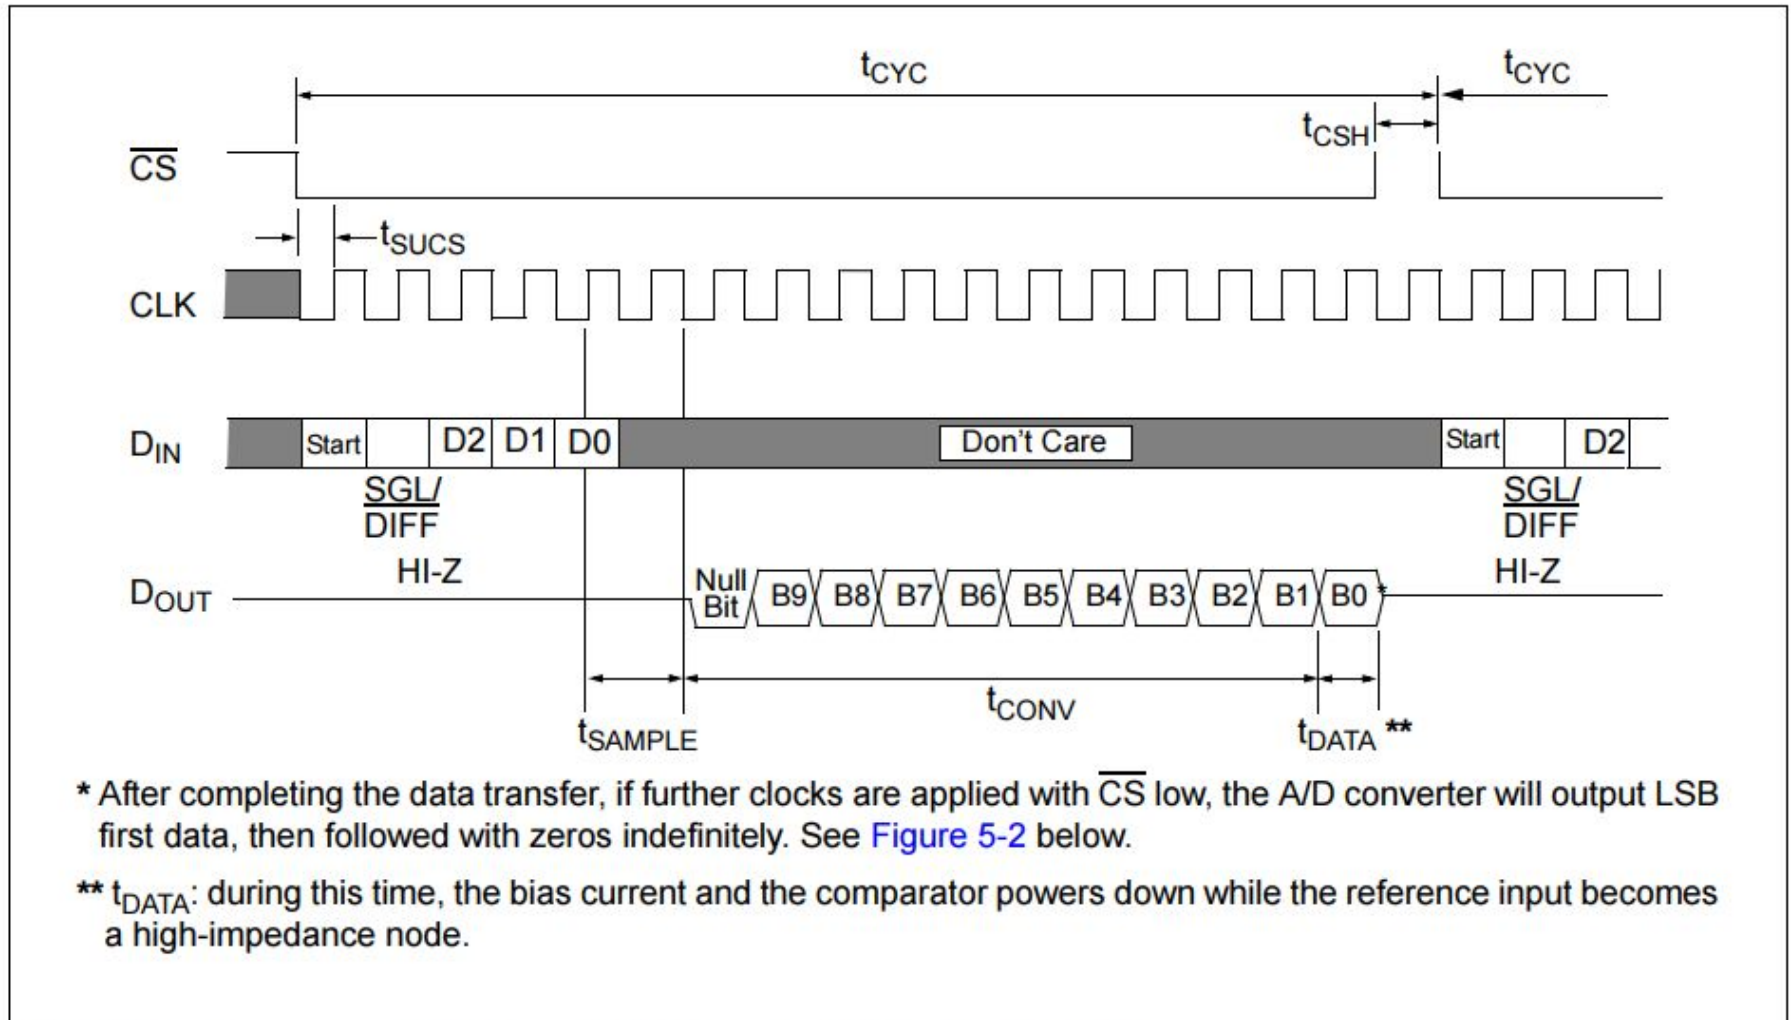 tCYC tCYC
tCSH
CS
tSUCS
CLK
DIN Start D2 D1 D0 Don't Care Start D2
SGL/ SGL/
DIFF DIFF
HI-Z HI-Z
DOUT Null Bit B9 B8 B7 B6 B5 B4 B3 B2 B1 B0 *
tCONV
tSAMPLE tDATA **
* After completing the data transfer, if further clocks are applied with CS low, the A/D converter will output LSB
first data, then followed with zeros indefinitely. See Figure 5-2 below.
** tDATA: during this time, the bias current and the comparator powers down while the reference input becomes
a high-impedance node.